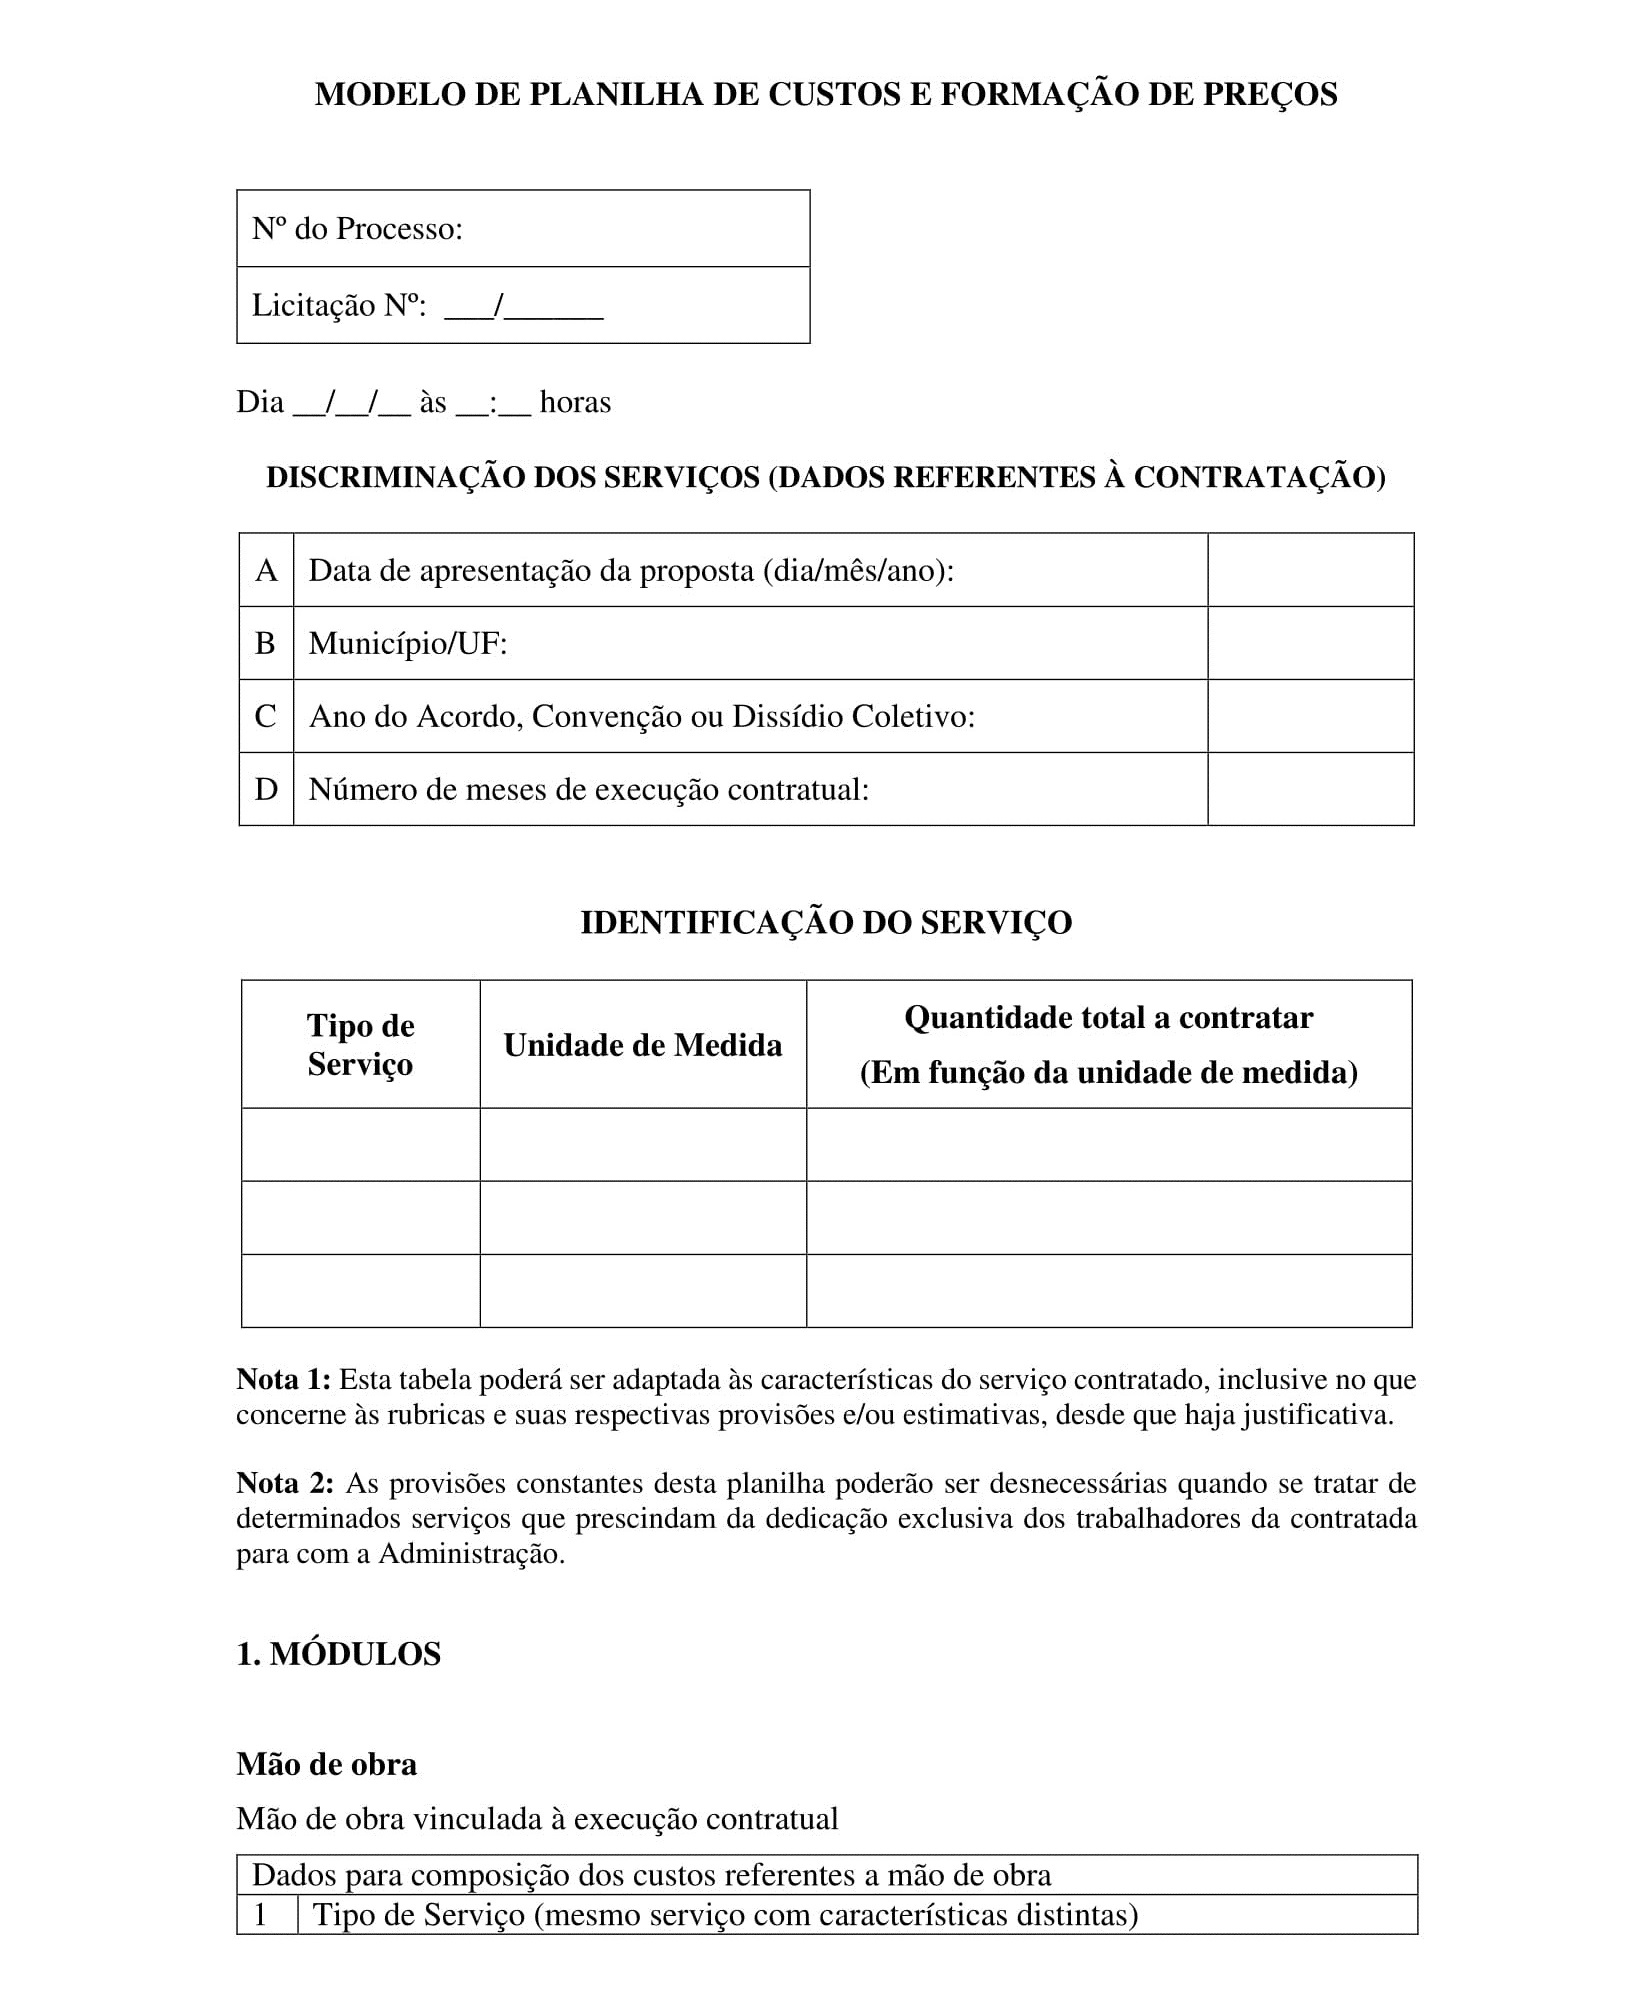 MODELO DE PLANILHA DE CUSTOS E FORMAÇÃO DE PREÇOS
Nº do Processo:
Licitação Nº: ___/______
Dia __/__/__ às __:__ horas
DISCRIMINAÇÃO DOS SERVIÇOS (DADOS REFERENTES À CONTRATAÇÃO)
A Data de apresentação da proposta (dia/mês/ano):
B Município/UF:
C Ano do Acordo, Convenção ou Dissídio Coletivo:
D Número de meses de execução contratual:
IDENTIFICAÇÃO DO SERVIÇO
Tipo de
Serviço
Unidade de Medida
Quantidade total a contratar
(Em função da unidade de medida)
Nota 1: Esta tabela poderá ser adaptada às características do serviço contratado, inclusive no que
concerne às rubricas e suas respectivas provisões e/ou estimativas, desde que haja justificativa.
Nota 2: As provisões constantes desta planilha poderão ser desnecessárias quando se tratar de
determinados serviços que prescindam da dedicação exclusiva dos trabalhadores da contratada
para com a Administração.
1. MÓDULOS
Mão de obra
Mão de obra vinculada à execução contratual
Dados para composição dos custos referentes a mão de obra
1 Tipo de Serviço (mesmo serviço com características distintas)